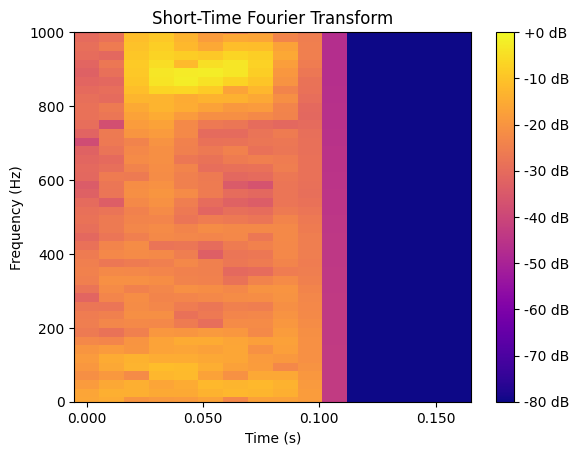 Short-Time Fourier Transform
1000
800
600
400
200
0
Frequency (Hz)
0.000
0.050
0.100
0.150
Time (s)
+0 dB
-10 dB
-20 dB
-30 dB
-40 dB
-50 dB
-60 dB
-70 dB
-80 dB